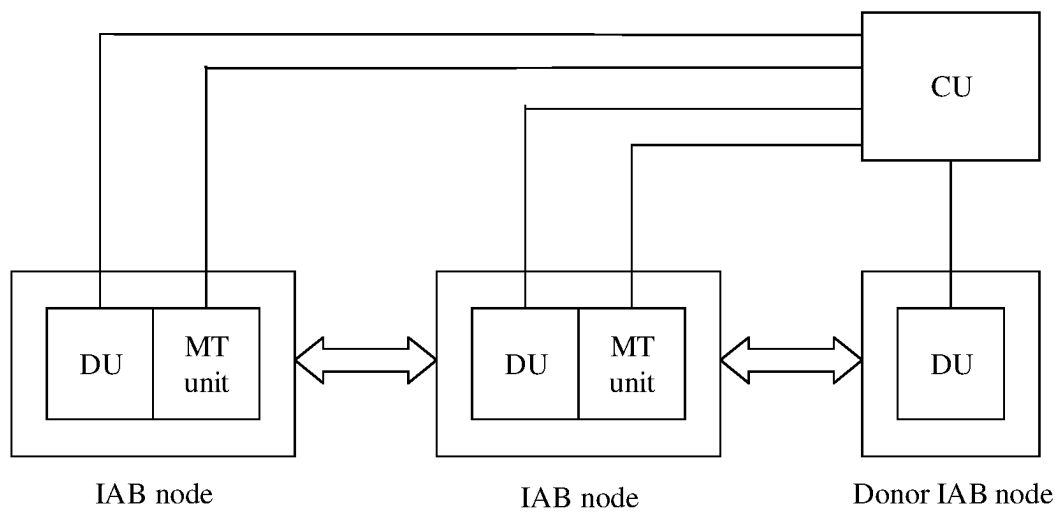 CU
DU
MT
unit
DU
MT
unit
DU
IAB node
IAB node
Donor IAB node